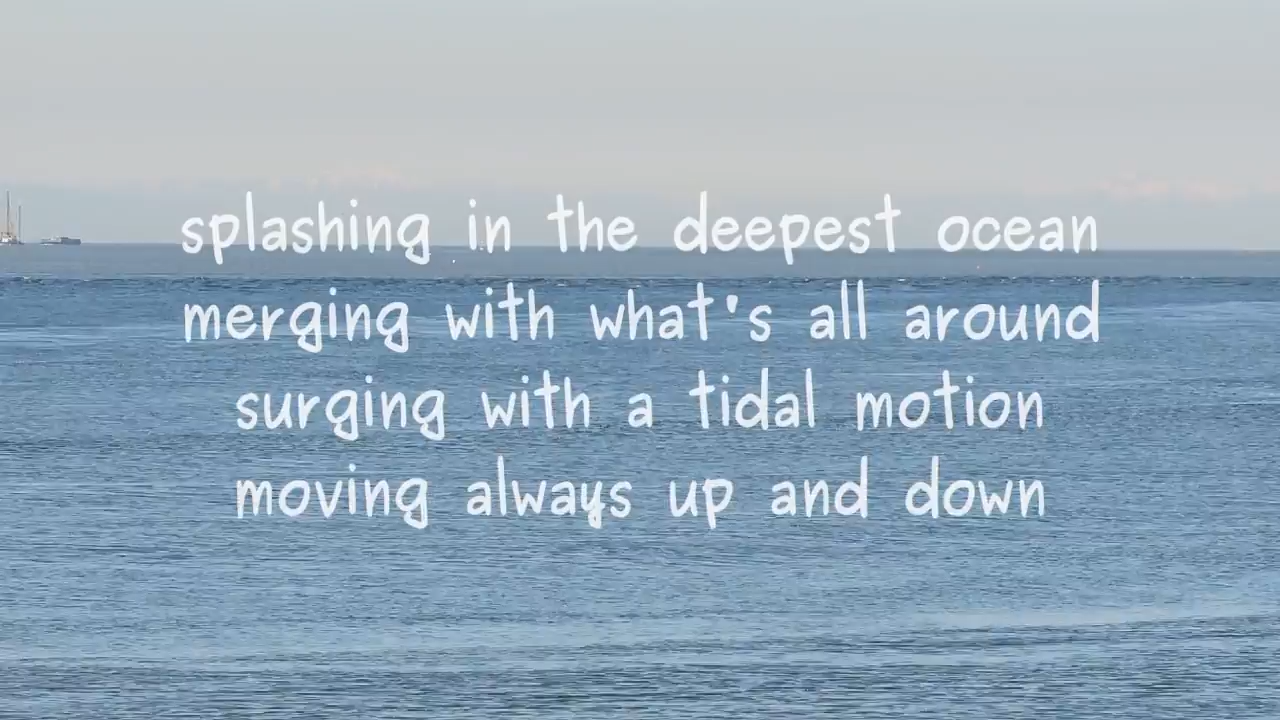 splashing in the deepest ocean
merging with what's all around
surging with a tidal motion
moving always up and down